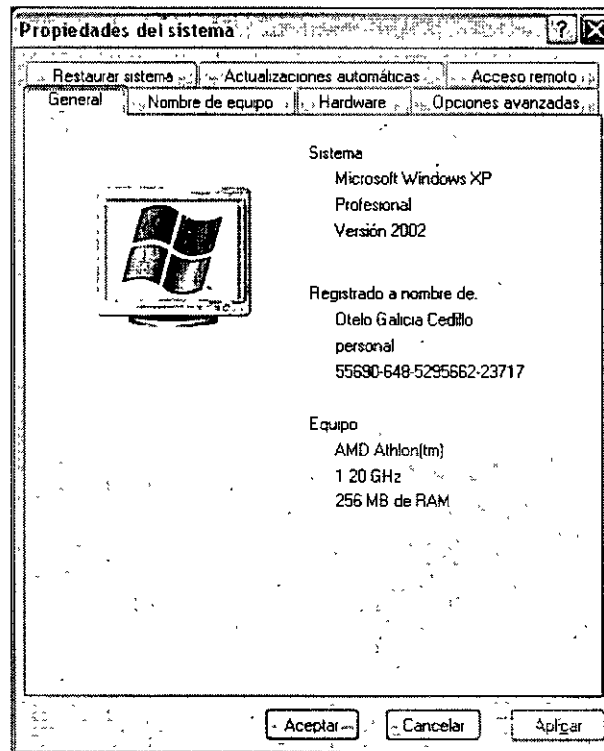 Propiedades del sistema
Restaurar sistema
Actualizaciones automáticas
Acceso remoto
General
Nombre de equipo
Hardware
Opciones avanzadas
Sistema
Microsoft Windows XP
Profesional
Versión 2002
Registrado a nombre de:
Otelo Galicia Cedillo
personal
55690-648-5295662-23717
Equipo
AMD Athlon(tm)
1 20 GHz
256 MB de RAM
Aceptar
Cancelar
Aplicar